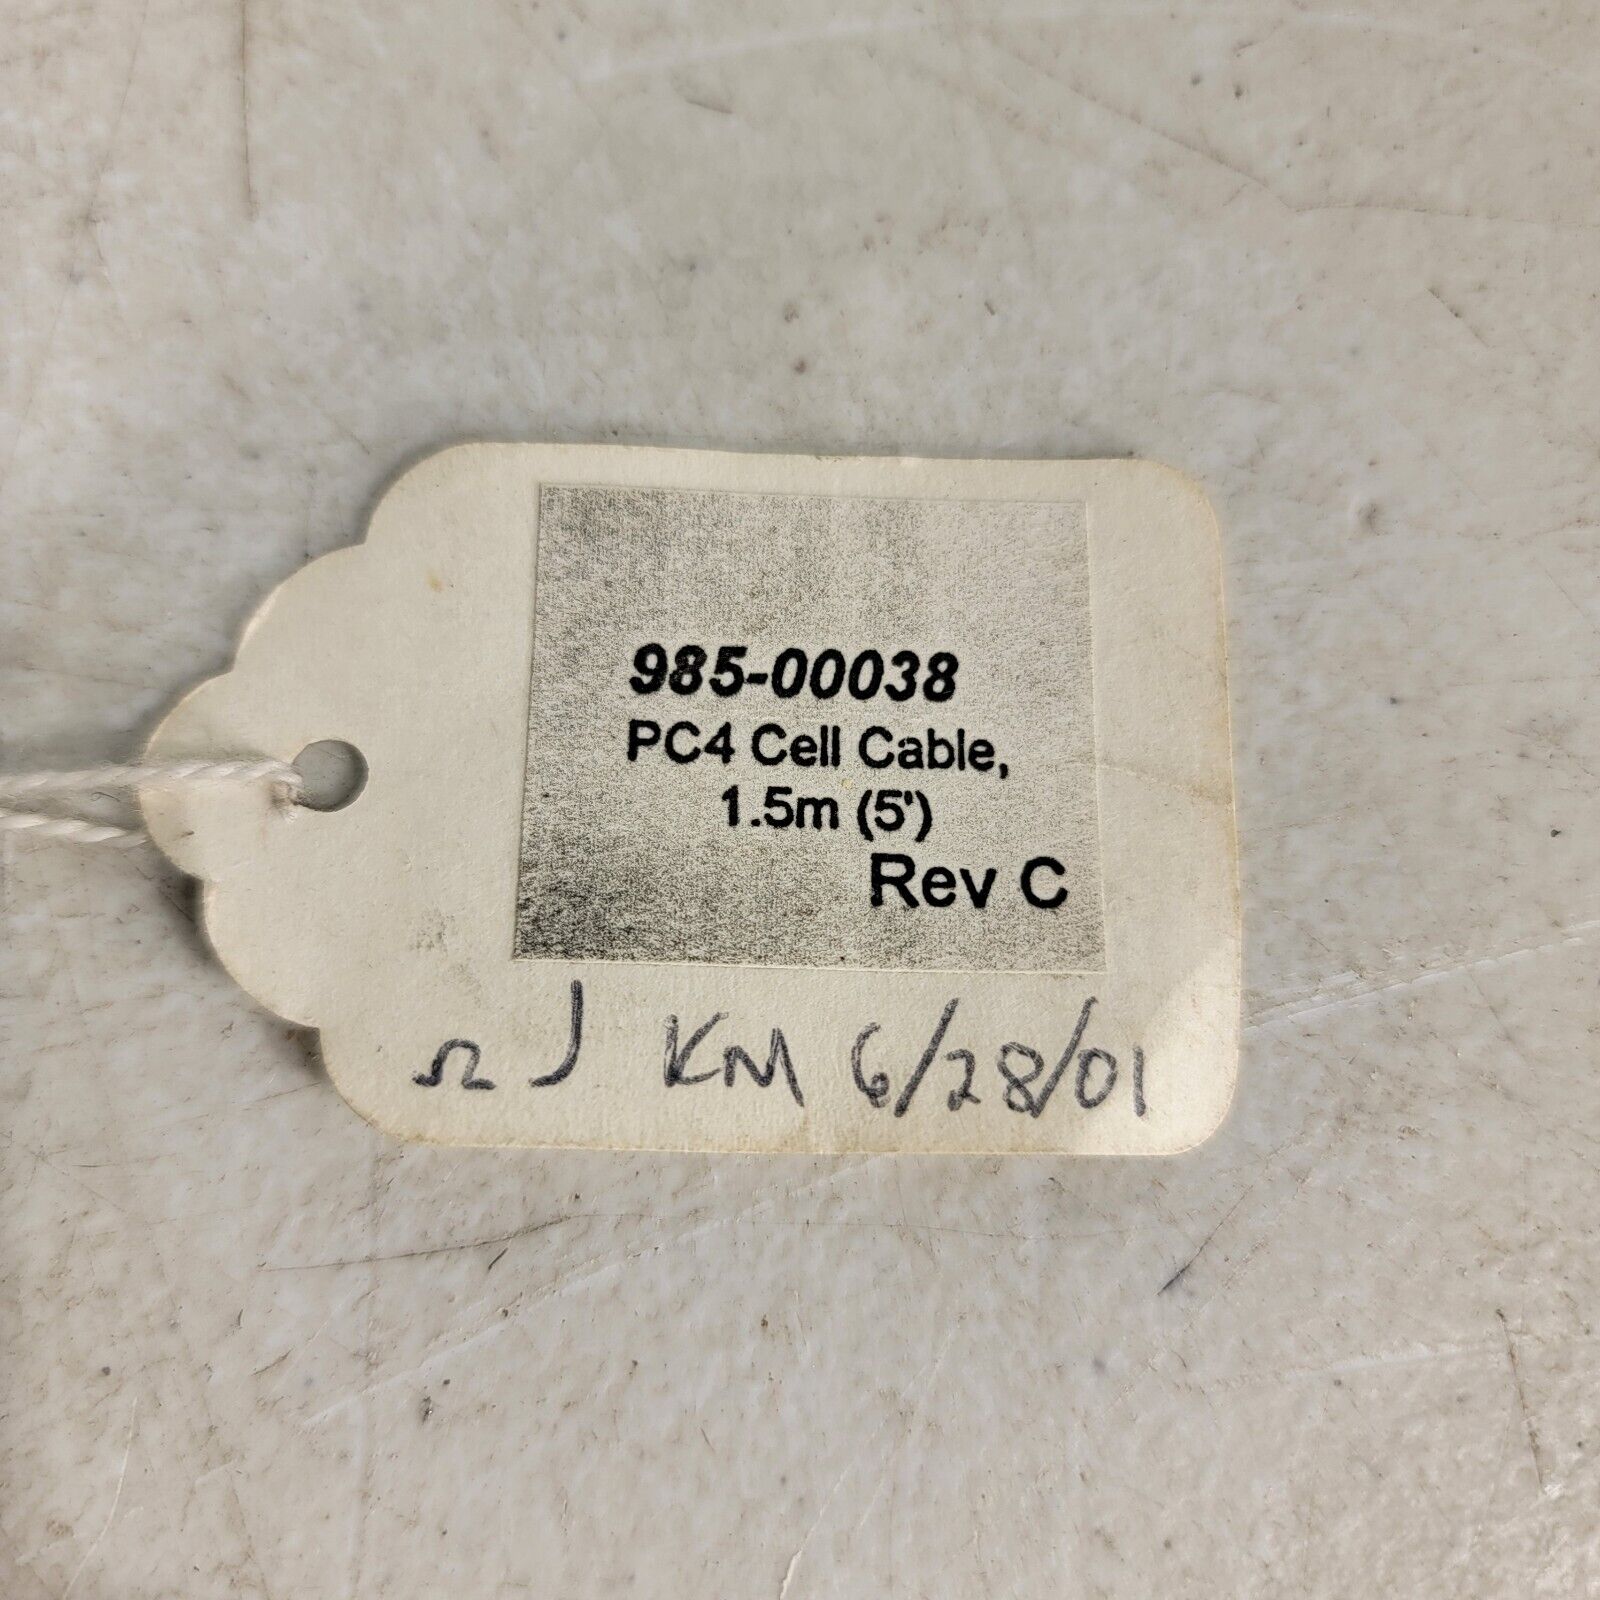 985-00038
PC4 Cell Cable,
1.5m (5')
Rev C
Ω J KM 6/28/01